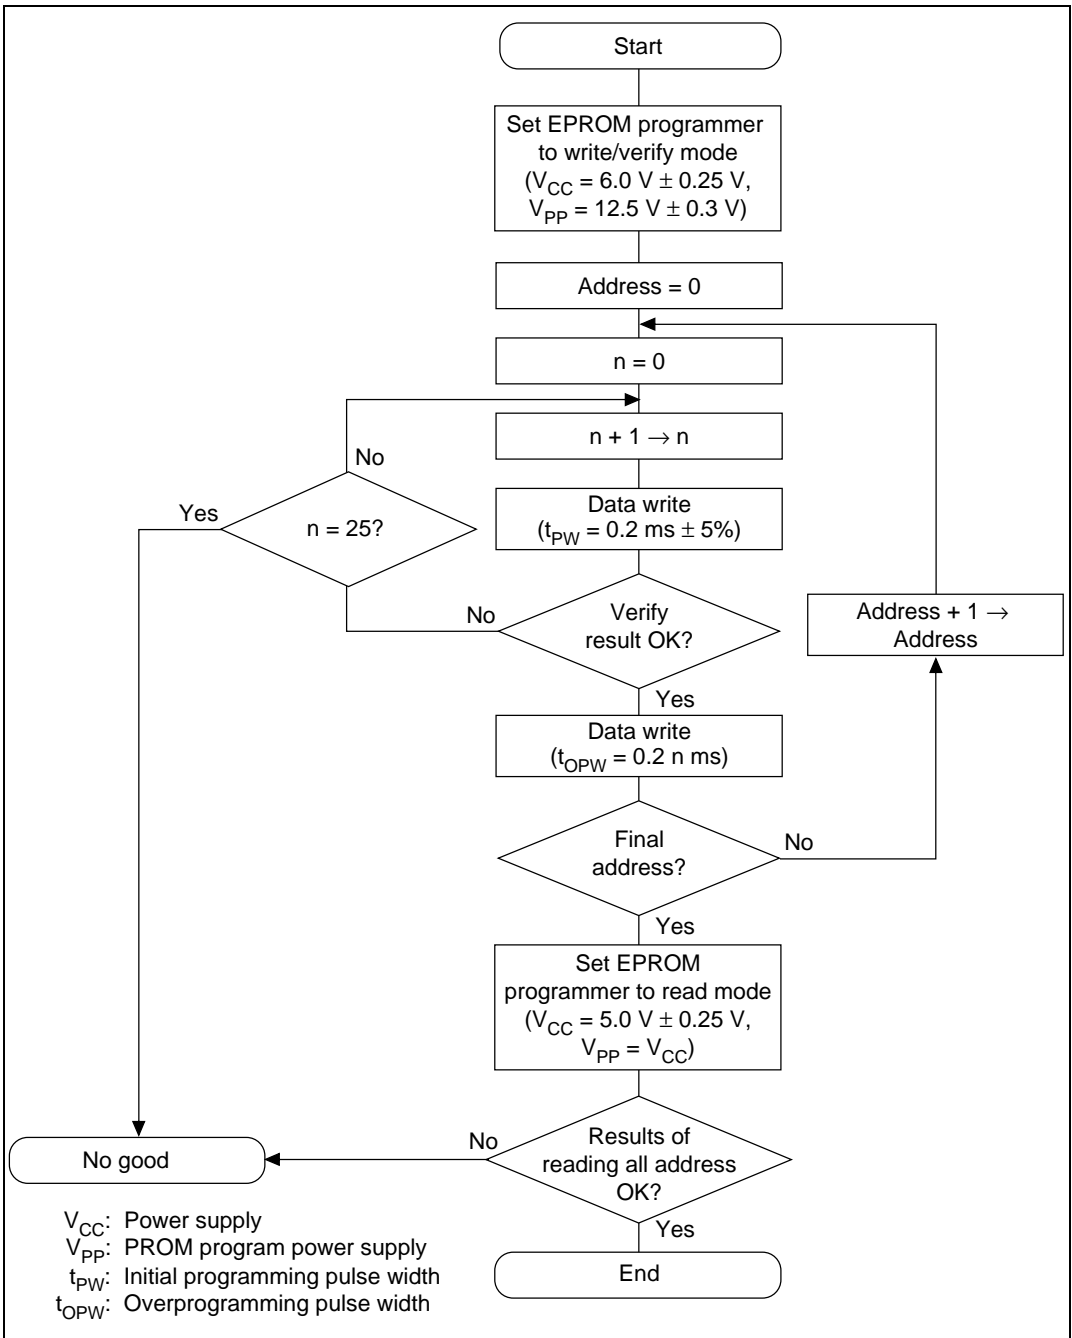 Start
Set EPROM programmer
to write/verify mode
(VCC = 6.0 V ± 0.25 V,
VPP = 12.5 V ± 0.3 V)
Address = 0
n = 0
n + 1 → n
No
Yes
n = 25?
Data write
(tPW = 0.2 ms ± 5%)
No
Verify
result OK?
Address + 1 →
Address
Yes
Data write
(tOPW = 0.2 n ms)
Final
address?
No
Yes
Set EPROM
programmer to read mode
(VCC = 5.0 V ± 0.25 V,
VPP = VCC)
No
Results of
reading all address
OK?
No good
Yes
End
VCC: Power supply
VPP: PROM program power supply
tPW: Initial programming pulse width
tOPW: Overprogramming pulse width